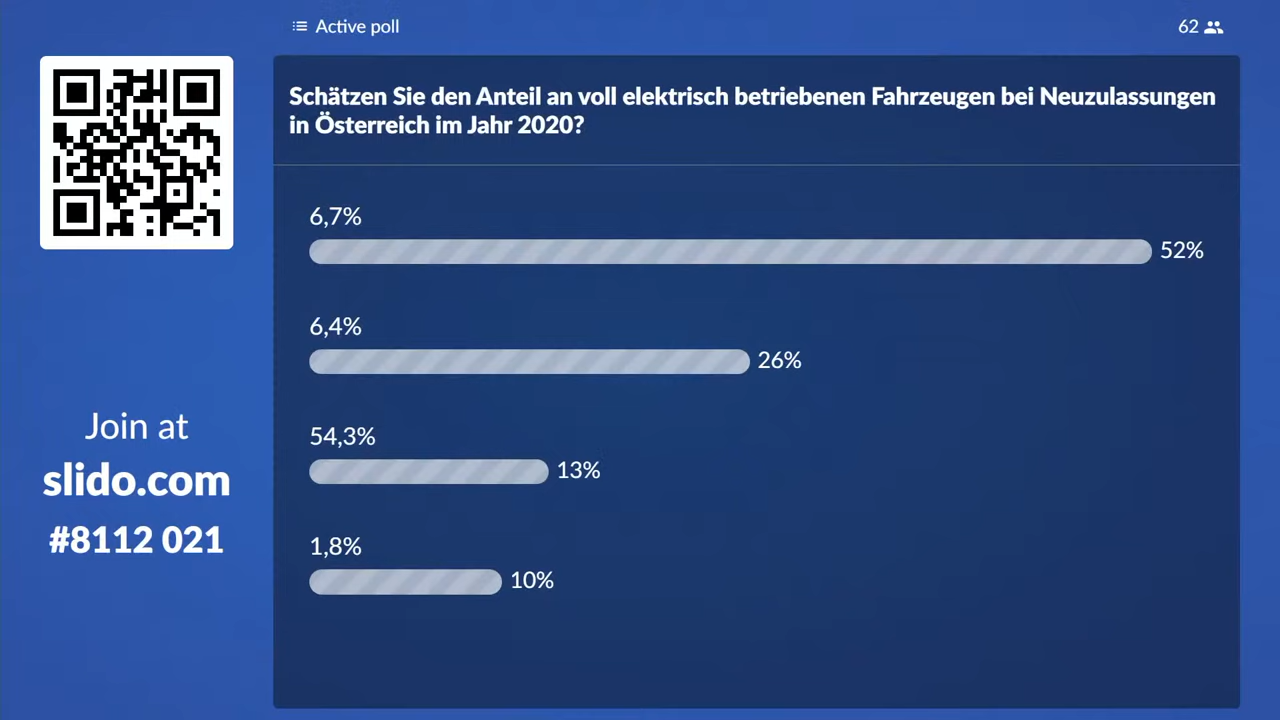 Active poll
62
Schätzen Sie den Anteil an voll elektrisch betriebenen Fahrzeugen bei Neuzulassungen
in Österreich im Jahr 2020?
6,7%
52%
6,4%
26%
54,3%
13%
1,8%
10%
Join at
slido.com
#8112 021